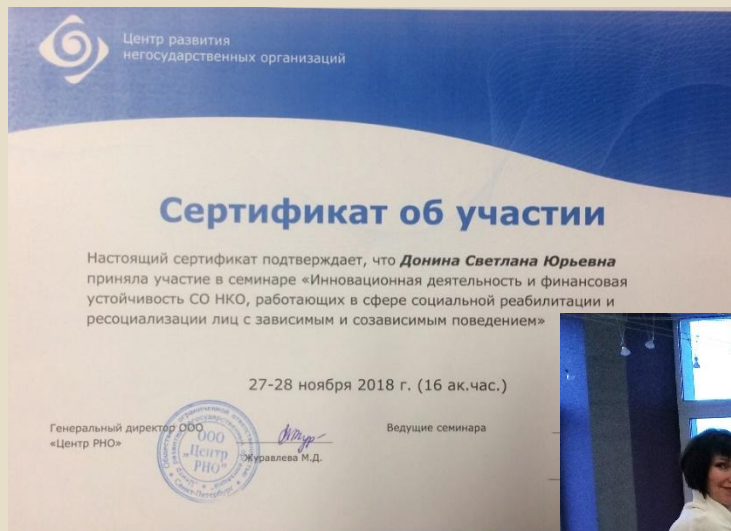 Центр развития
негосударственных организаций
Сертификат об участии
Настоящий сертификат подтверждает, что Донина Светлана Юрьевна
приняла участие в семинаре «Инновационная деятельность и финансовая
устойчивость СО НКО, работающих в сфере социальной реабилитации и
ресоциализации лиц с зависимым и созависимым поведением»
27-28 ноября 2018 г. (16 ак.час.)
Генеральный директор ООО
«Центр РНО»
Журавлева М.Д.
Ведущие семинара
ООО
„Центр
РНО"
Санкт-Петербург